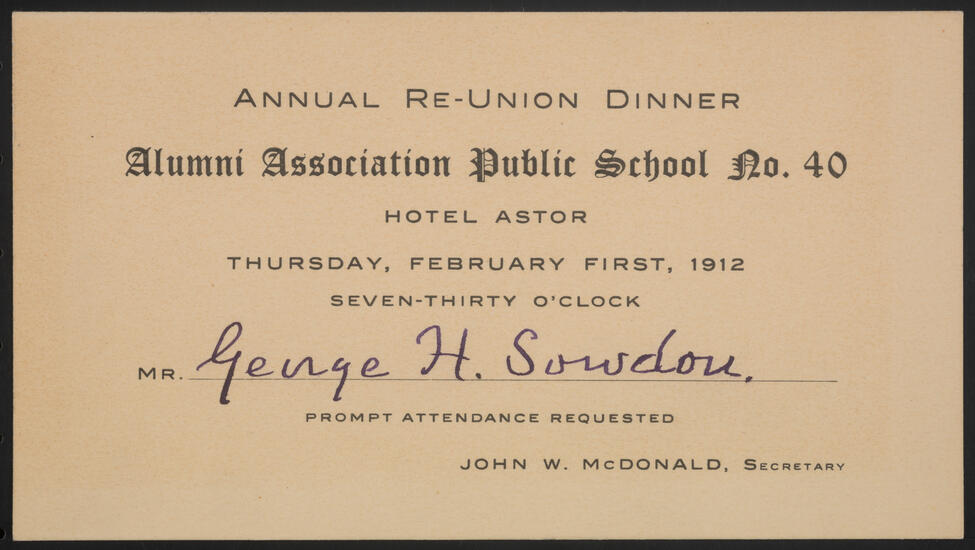 ANNUAL RE-UNION DINNER
Alumni Association Public School No. 40
HOTEL ASTOR
THURSDAY, FEBRUARY FIRST, 1912
SEVEN-THIRTY O'CLOCK
MR. George H. Sowdon.
PROMPT ATTENDANCE REQUESTED
JOHN W. McDONALD, SECRETARY